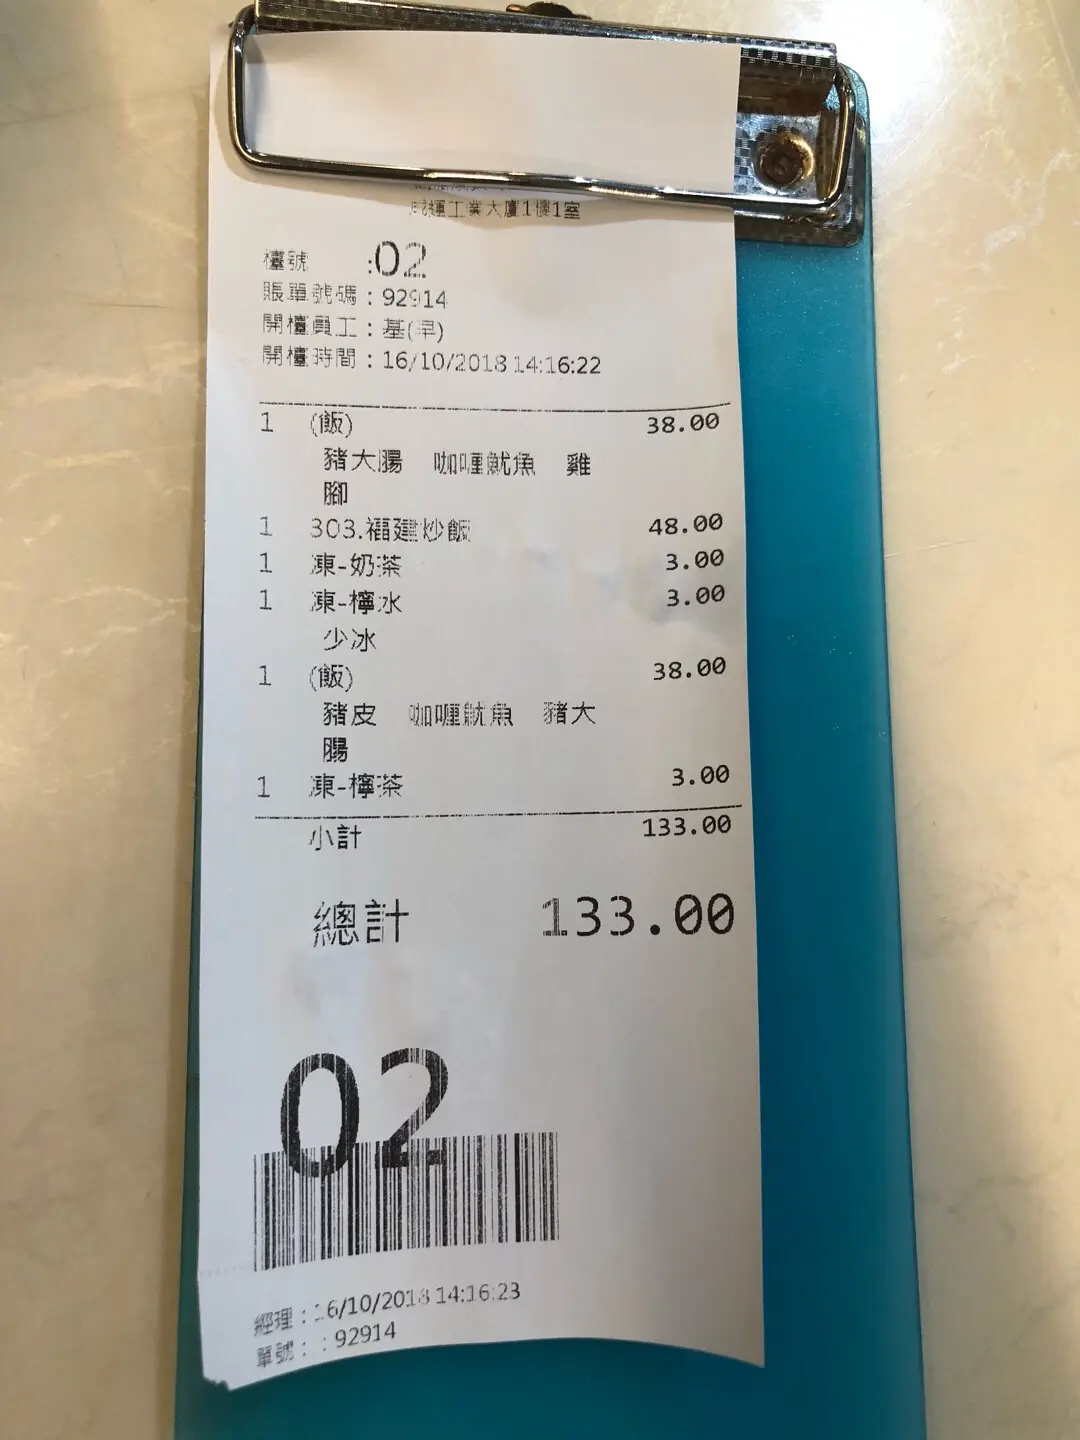 運工業大廈1樓1室
檯號 :02
賬單號碼：92914
開檯員工：基(早)
開檯時間：16/10/2018 14:16:22
1 (飯) 38.00
豬大腸 咖喱魷魚 雞
腳
1 303.福建炒飯 48.00
1 凍-奶茶 3.00
1 凍-檸水 3.00
少冰
1 (飯) 38.00
豬皮 咖喱魷魚 豬大
腸
1 凍-檸茶 3.00
小計 133.00
總計 133.00
02
經理：16/10/2018 14:16:23
單號：：92914